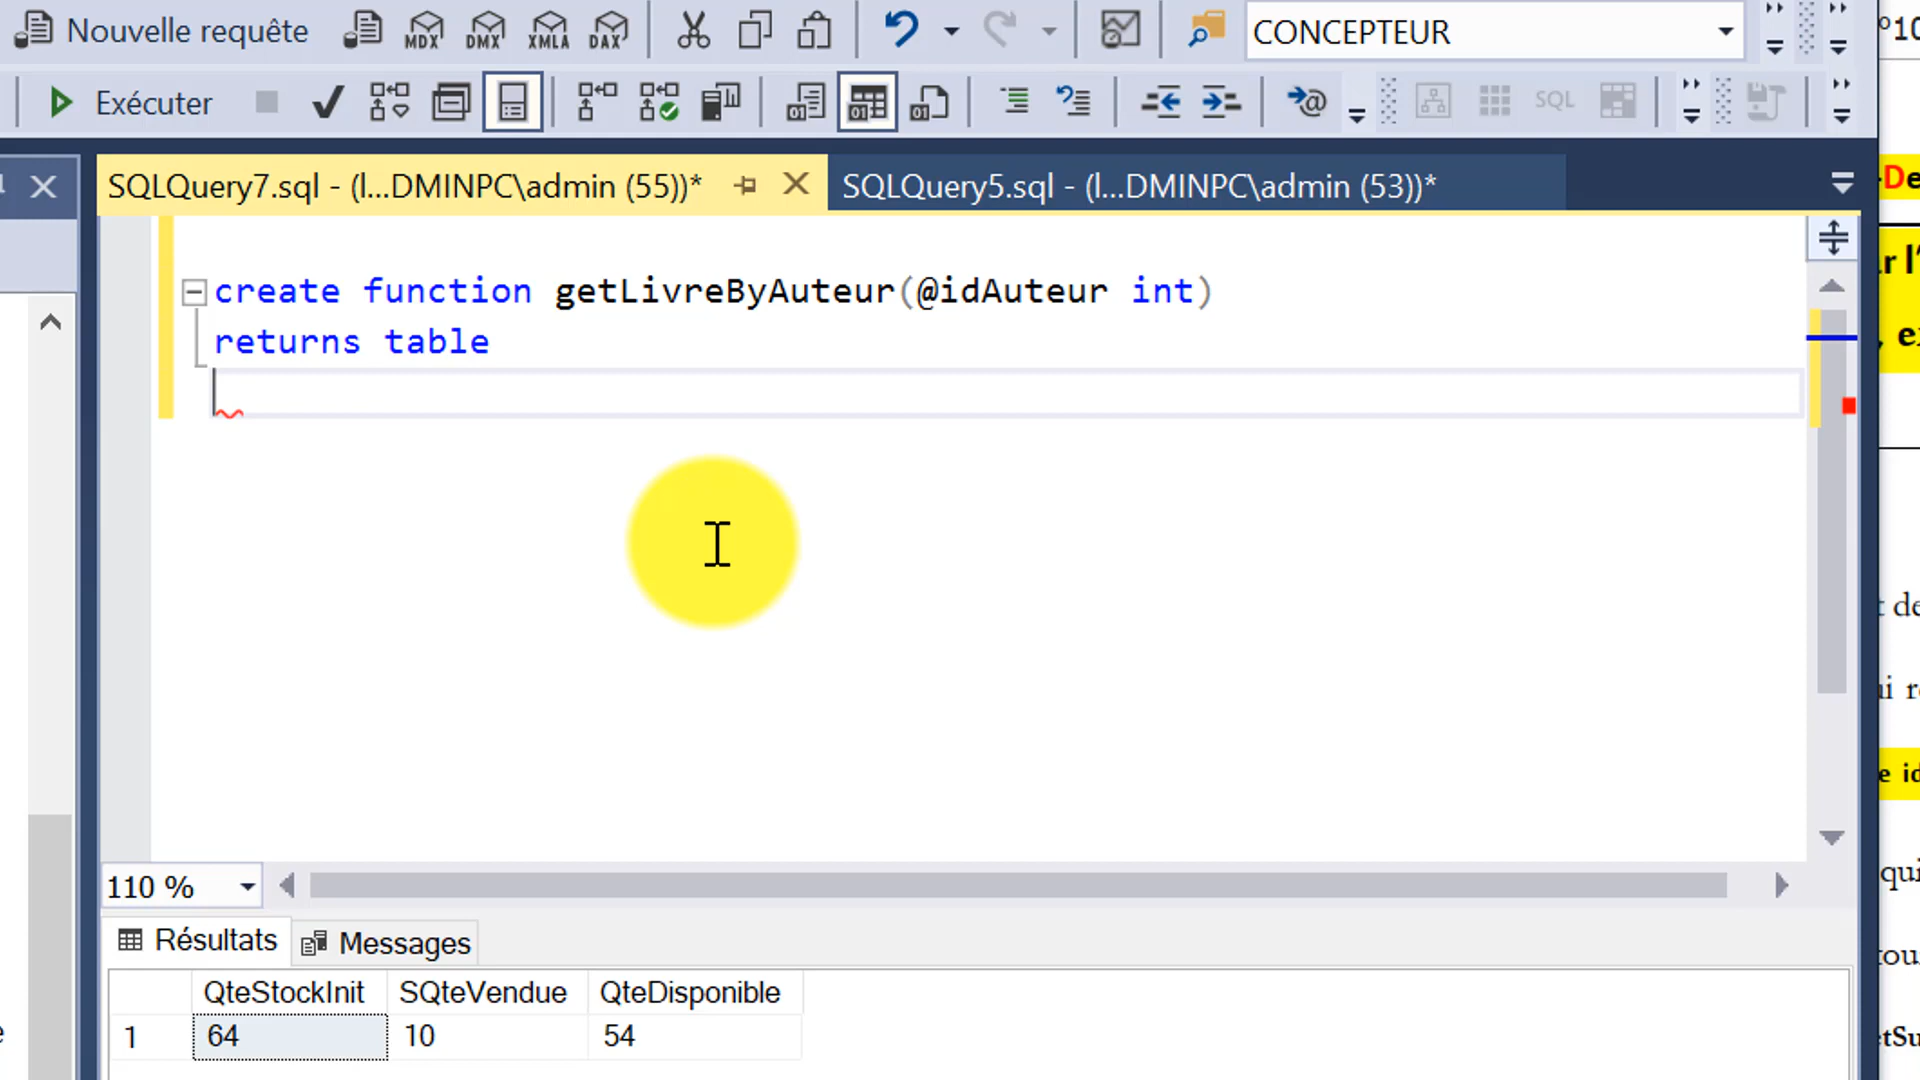 Nouvelle requête MDX DMX XMLA DAX CONCEPTEUR
Exécuter SQL
SQLQuery7.sql - (l...DMINPC\admin (55))* SQLQuery5.sql - (l...DMINPC\admin (53))*
create function getLivreByAuteur(@idAuteur int)
returns table
110 %
Résultats Messages
QteStockInit SQteVendue QteDisponible
1 64 10 54